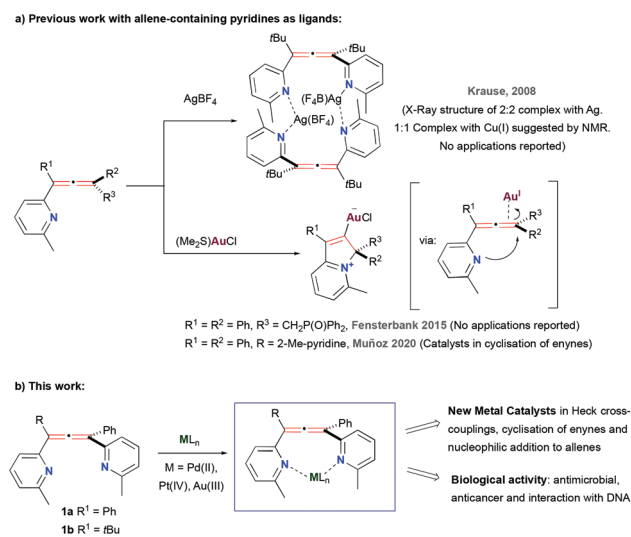 a) Previous work with allene-containing pyridines as ligands:
tBu
tBu
N
N
AgBF4
(F4B)Ag
Ag(BF4)
N
N
tBu
tBu
Krause, 2008
(X-Ray structure of 2:2 complex with Ag.
1:1 Complex with Cu(I) suggested by NMR.
No applications reported)
R1
R2
R3
N
(Me2S)AuCl
–
AuCl
R1
R3
R2
N+
via:
AuI
R1
R3
R2
N
R1 = R2 = Ph, R3 = CH2P(O)Ph2, Fensterbank 2015 (No applications reported)
R1 = R2 = Ph, R = 2-Me-pyridine, Muñoz 2020 (Catalysts in cyclisation of enynes)
b) This work:
R
Ph
N
N
1a R1 = Ph
1b R1 = tBu
MLn
M = Pd(II),
Pt(IV), Au(III)
R
Ph
N
N
MLn
New Metal Catalysts in Heck cross-
couplings, cyclisation of enynes and
nucleophilic addition to allenes
Biological activity: antimicrobial,
anticancer and interaction with DNA